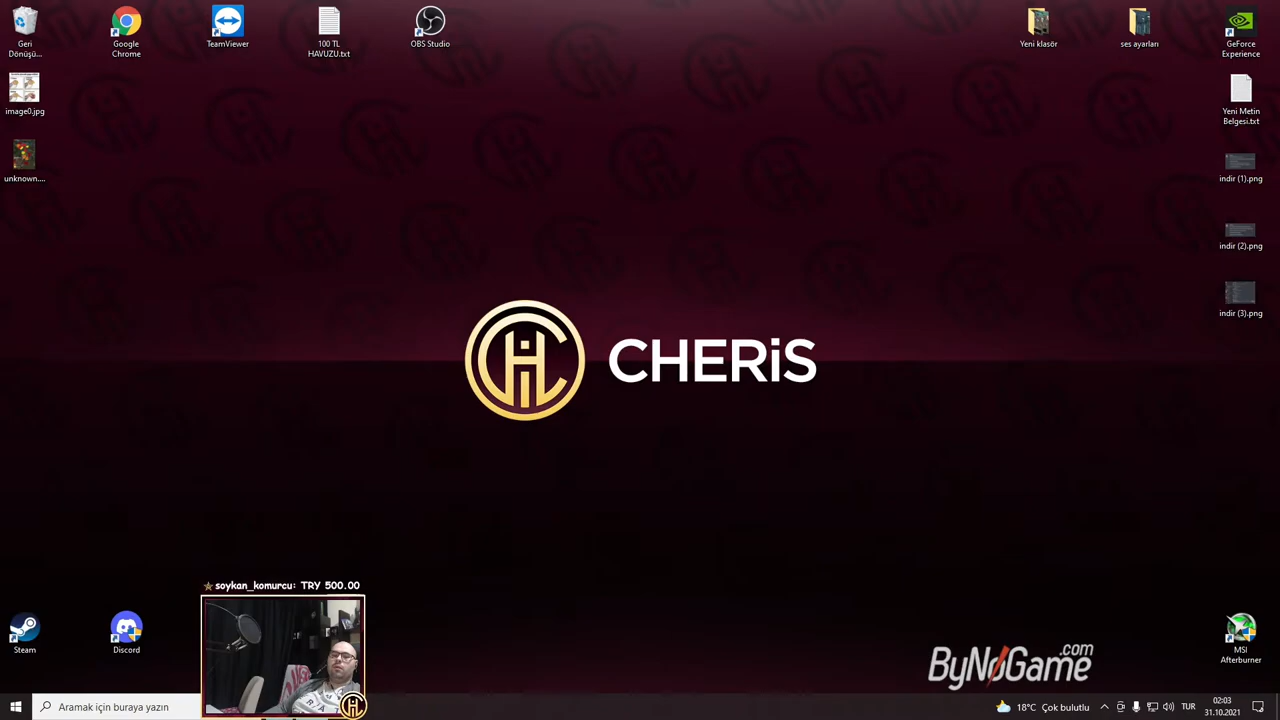 Geri
Dönüşü...
Google
Chrome
TeamViewer
100 TL
HAVUZU.txt
OBS Studio
Yeni klasör
ses ayarları
GeForce
Experience
image0.jpg
Yeni Metin
Belgesi.txt
unknown....
indir (1).png
indir (2).png
indir (3).png
CHERiS
soykan_komurcu: TRY 500.00
Steam
Discord
ByNoGame.com
MSI
Afterburner
Aramak için buraya yazın
18°C Çok bulutlu
TUR
02:03
31.10.2021